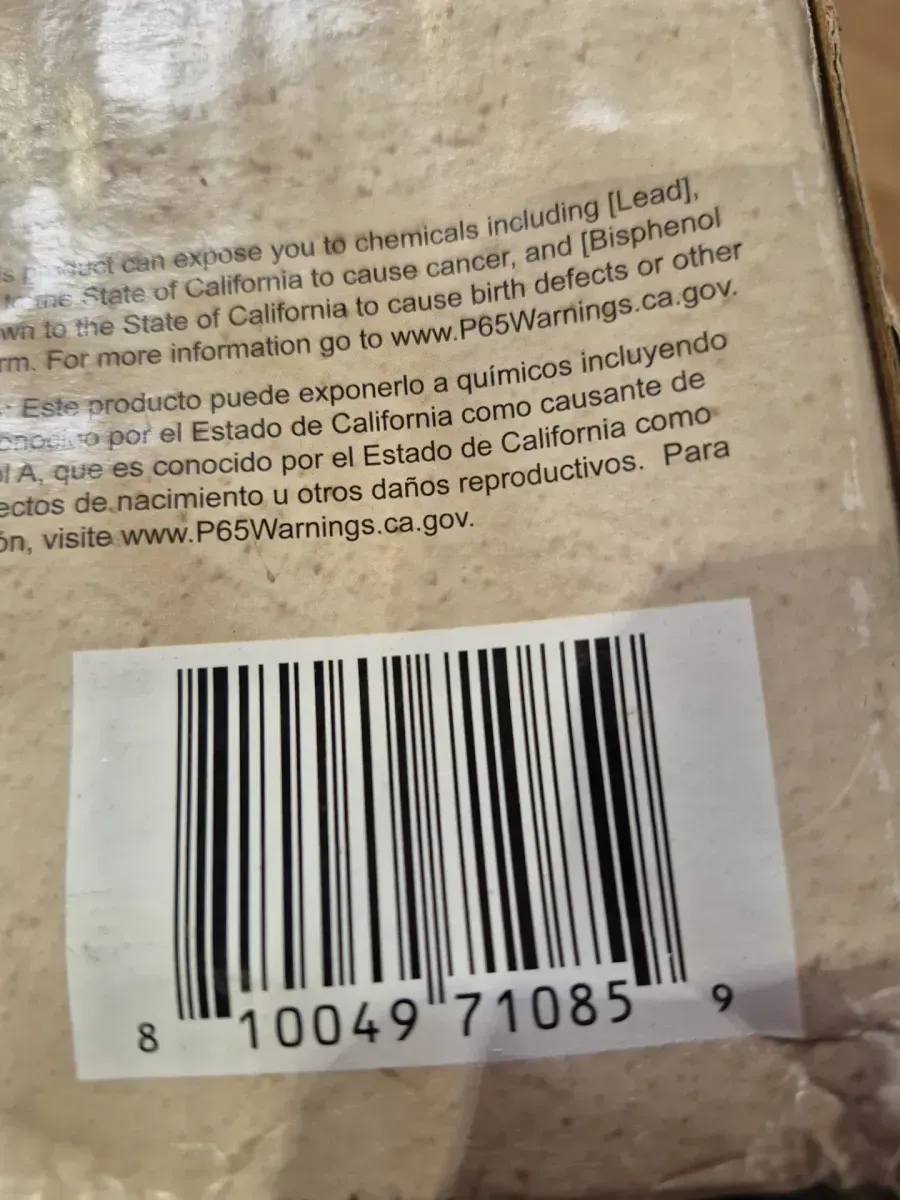 can expose you to chemicals including [Lead],
State of California to cause cancer, and [Bisphenol
wn to the State of California to cause birth defects or other
rm. For more information go to www.P65Warnings.ca.gov.
: Este producto puede exponerlo a químicos incluyendo
por el Estado de California como causante de
ol A, que es conocido por el Estado de California como
ectos de nacimiento u otros daños reproductivos. Para
ón, visite www.P65Warnings.ca.gov.
8 10049 71085 9